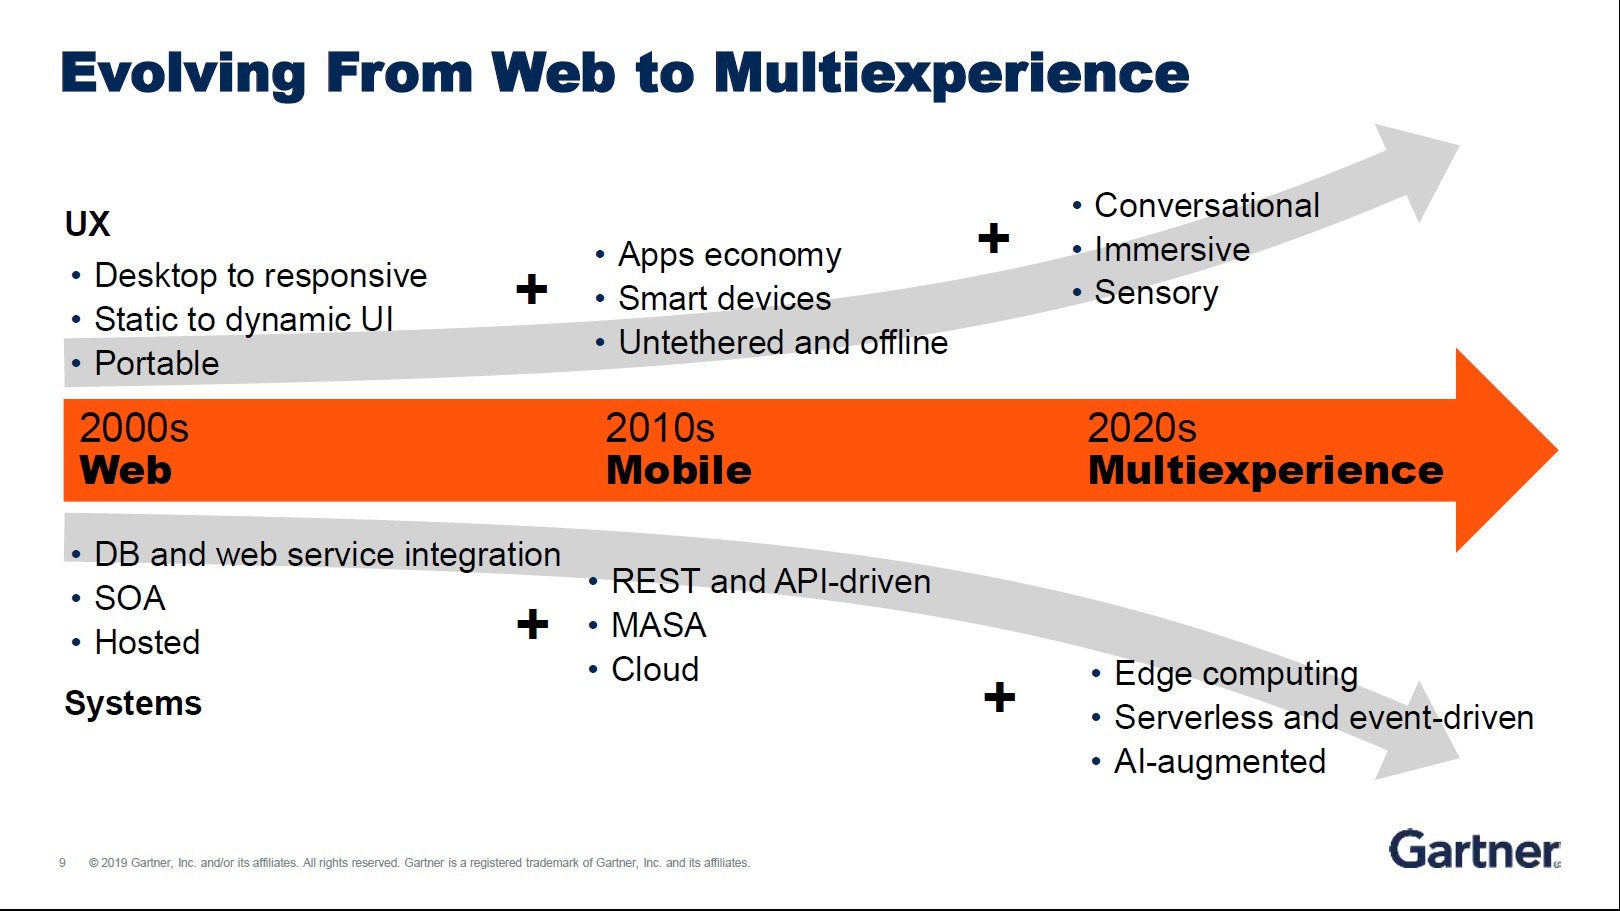 Evolving From Web to Multiexperience
UX
• Desktop to responsive
• Static to dynamic UI
• Portable
+
• Apps economy
• Smart devices
• Untethered and offline
+
• Conversational
• Immersive
• Sensory
2000s
Web
2010s
Mobile
2020s
Multiexperience
• DB and web service integration
• SOA
• Hosted
Systems
+
• REST and API-driven
• MASA
• Cloud
+
• Edge computing
• Serverless and event-driven
• AI-augmented
9 © 2019 Gartner, Inc. and/or its affiliates. All rights reserved. Gartner is a registered trademark of Gartner, Inc. and its affiliates.
Gartner